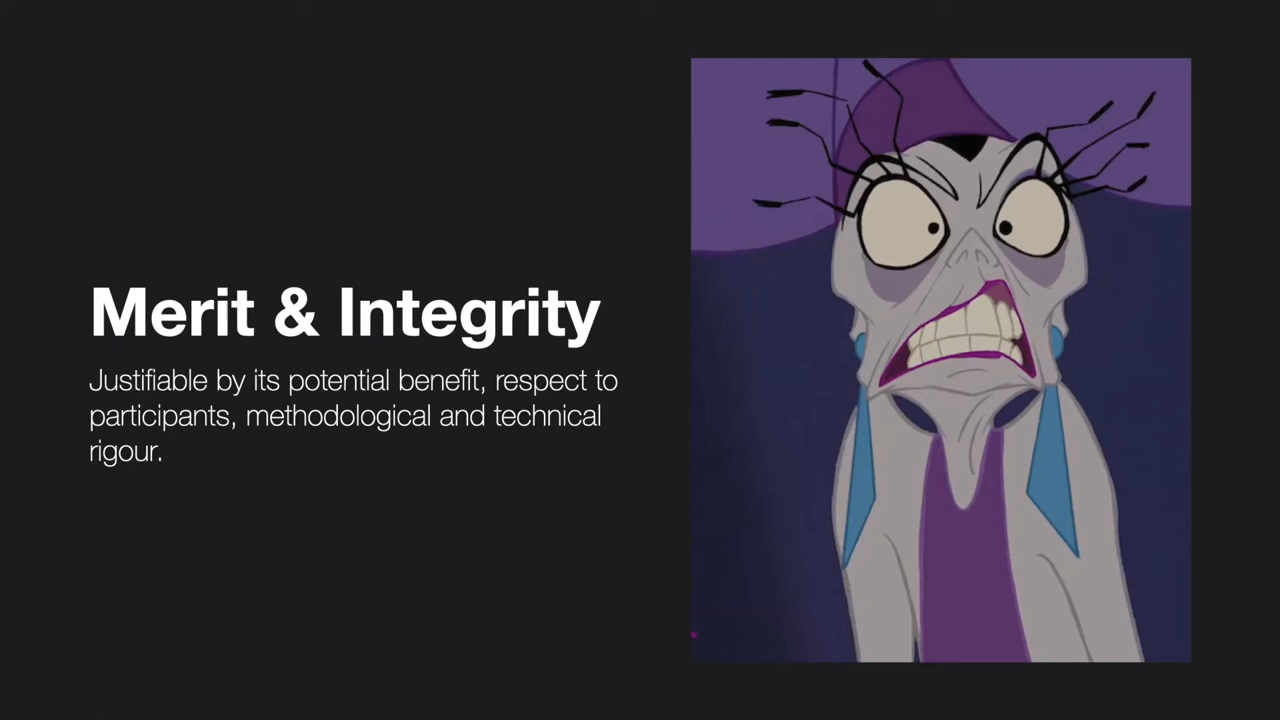 Merit & Integrity
Justifiable by its potential benefit, respect to
participants, methodological and technical
rigour.